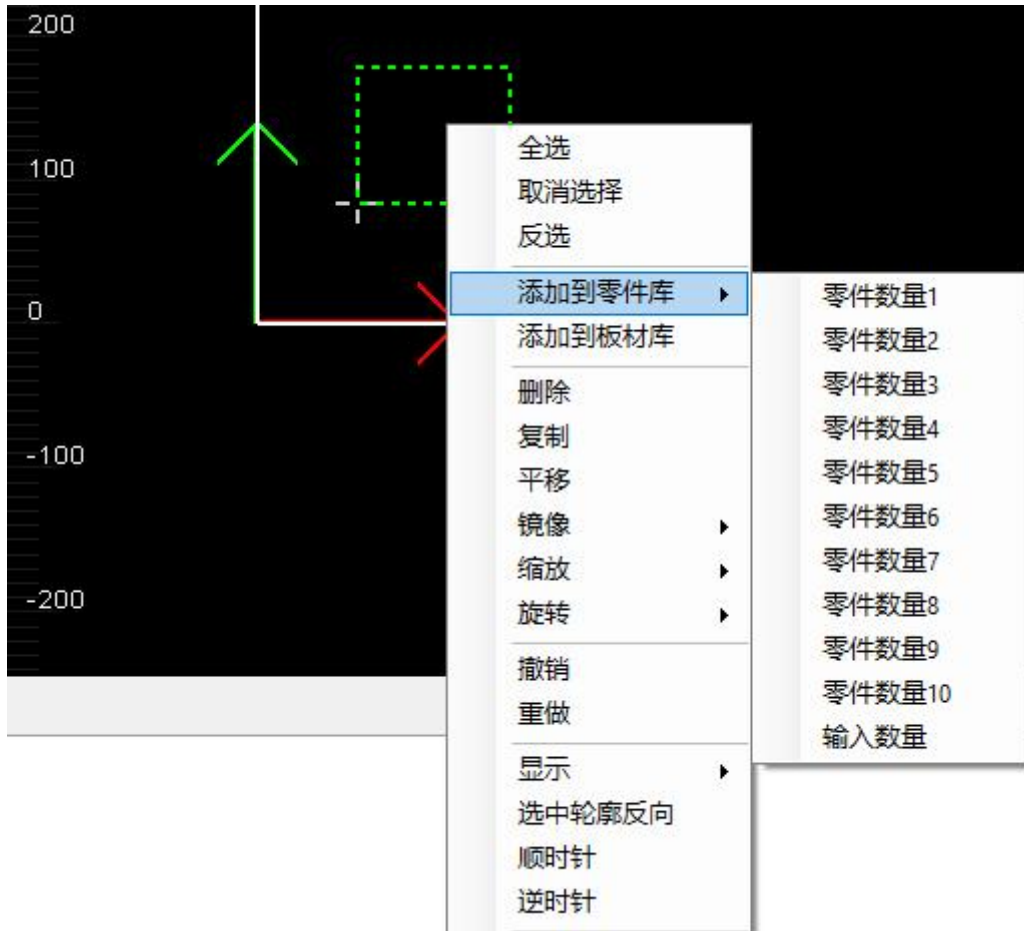 200
100
0
-100
-200
全选
取消选择
反选
添加到零件库
添加到板材库
删除
复制
平移
镜像
缩放
旋转
撤销
重做
显示
选中轮廓反向
顺时针
逆时针
零件数量1
零件数量2
零件数量3
零件数量4
零件数量5
零件数量6
零件数量7
零件数量8
零件数量9
零件数量10
输入数量